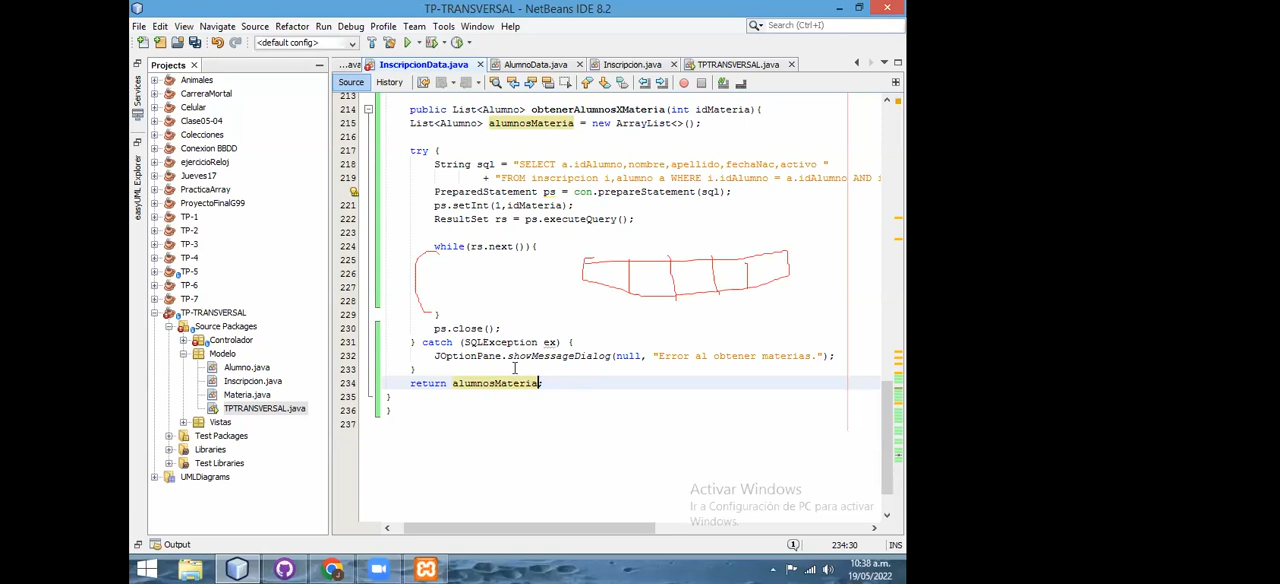 TP-TRANSVERSAL - NetBeans IDE 8.2
File Edit View Navigate Source Refactor Run Debug Profile Team Tools Window Help
Search (Ctrl+I)
<default config>
Projects
...ava InscripcionData.java AlumnoData.java Inscripcion.java TPTRANSVERSAL.java
Source History
Services
easyUML Explorer
Animales
CarreraMortal
Celular
Clase05-04
Colecciones
Conexion BBDD
ejercicioReloj
Jueves17
PracticaArray
ProyectoFinalG99
TP-1
TP-2
TP-3
TP-4
TP-5
TP-6
TP-7
TP-TRANSVERSAL
Source Packages
Controlador
Modelo
Alumno.java
Inscripcion.java
Materia.java
TPTRANSVERSAL.java
Vistas
Test Packages
Libraries
Test Libraries
UMLDiagrams
213
214 public List<Alumno> obtenerAlumnosXMateria(int idMateria){
215 List<Alumno> alumnosMateria = new ArrayList<>();
216
217 try {
218 String sql = "SELECT a.idAlumno,nombre,apellido,fechaNac,activo "
219 + "FROM inscripcion i,alumno a WHERE i.idAlumno = a.idAlumno AND i
PreparedStatement ps = con.prepareStatement(sql);
221 ps.setInt(1,idMateria);
222 ResultSet rs = ps.executeQuery();
223
224 while(rs.next()){
225
226
227
228
229 }
230 ps.close();
231 } catch (SQLException ex) {
232 JOptionPane.showMessageDialog(null, "Error al obtener materias.");
233 }
234 return alumnosMateria;
235 }
236 }
237
Activar Windows
Ir a Configuración de PC para activar
Windows.
Output
1
234:30
INS
10:38 a.m.
19/05/2022